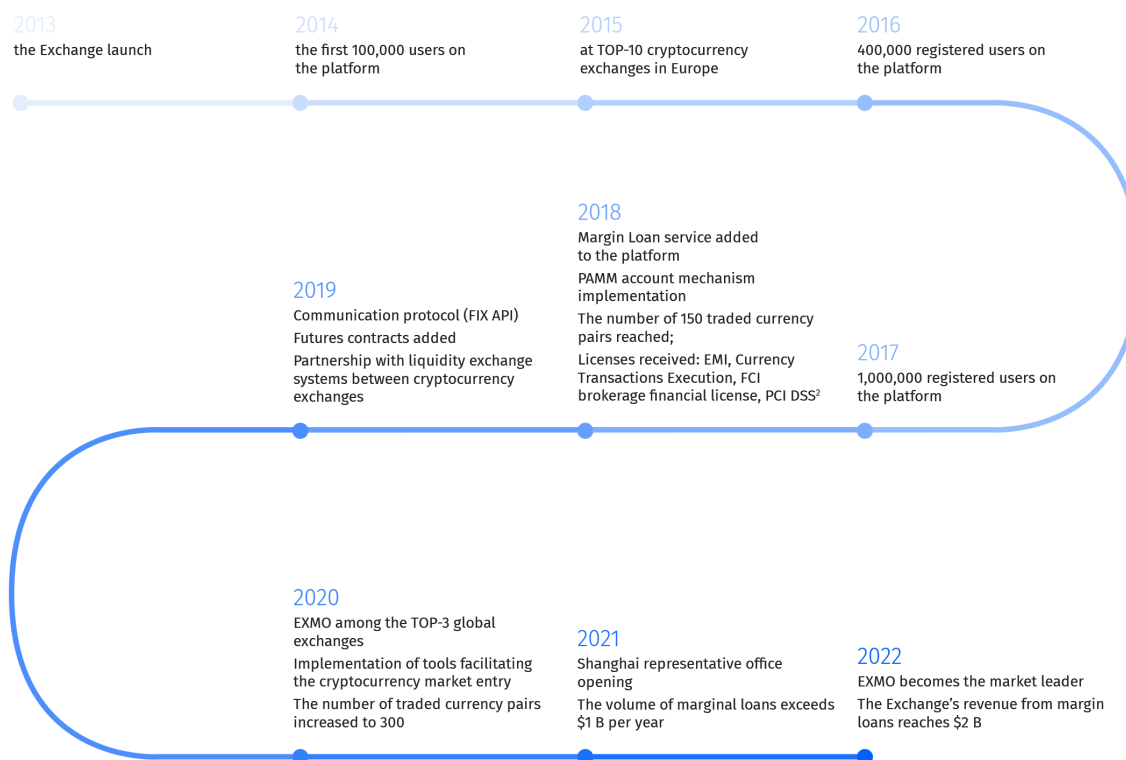 2013
the Exchange launch
2014
the first 100,000 users on
the platform
2015
at TOP-10 cryptocurrency
exchanges in Europe
2016
400,000 registered users on
the platform
2017
1,000,000 registered users on
the platform
2018
Margin Loan service added
to the platform
PAMM account mechanism
implementation
The number of 150 traded currency
pairs reached;
Licenses received: EMI, Currency
Transactions Execution, FCI
brokerage financial license, PCI DSS²
2019
Communication protocol (FIX API)
Futures contracts added
Partnership with liquidity exchange
systems between cryptocurrency
exchanges
2020
EXMO among the TOP-3 global
exchanges
Implementation of tools facilitating
the cryptocurrency market entry
The number of traded currency pairs
increased to 300
2021
Shanghai representative office
opening
The volume of marginal loans exceeds
$1 B per year
2022
EXMO becomes the market leader
The Exchange’s revenue from margin
loans reaches $2 B